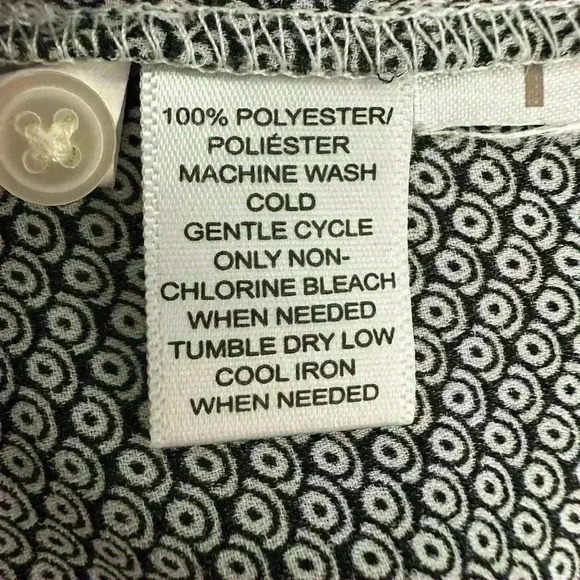 100% POLYESTER/
POLIÉSTER
MACHINE WASH
COLD
GENTLE CYCLE
ONLY NON-
CHLORINE BLEACH
WHEN NEEDED
TUMBLE DRY LOW
COOL IRON
WHEN NEEDED